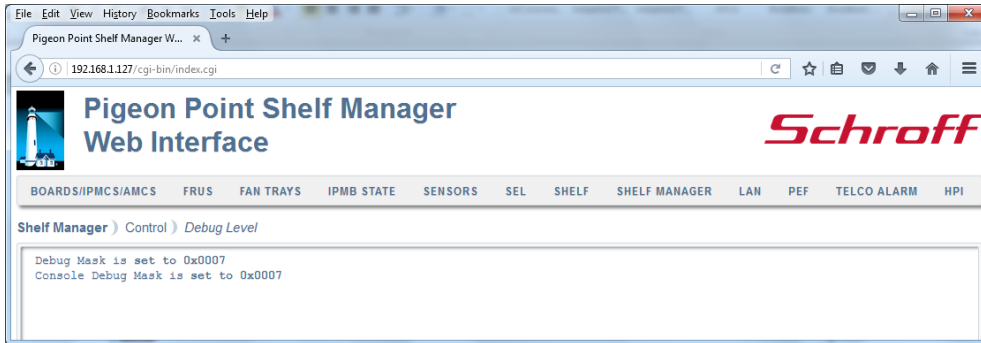 File Edit View History Bookmarks Tools Help
Pigeon Point Shelf Manager W... × +
192.168.1.127/cgi-bin/index.cgi
Pigeon Point Shelf Manager
Web Interface
Schroff
BOARDS/IPMCS/AMCS FRUS FAN TRAYS IPMB STATE SENSORS SEL SHELF SHELF MANAGER LAN PEF TELCO ALARM HPI
Shelf Manager ) Control ) Debug Level
Debug Mask is set to 0x0007
Console Debug Mask is set to 0x0007